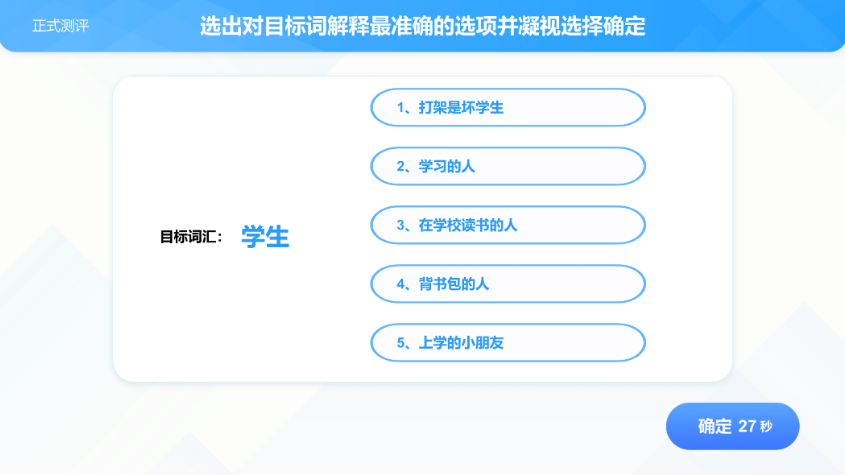 正式测评
选出对目标词解释最准确的选项并凝视选择确定
1、打架是坏学生
2、学习的人
目标词汇： 学生
3、在学校读书的人
4、背书包的人
5、上学的小朋友
确定 27 秒